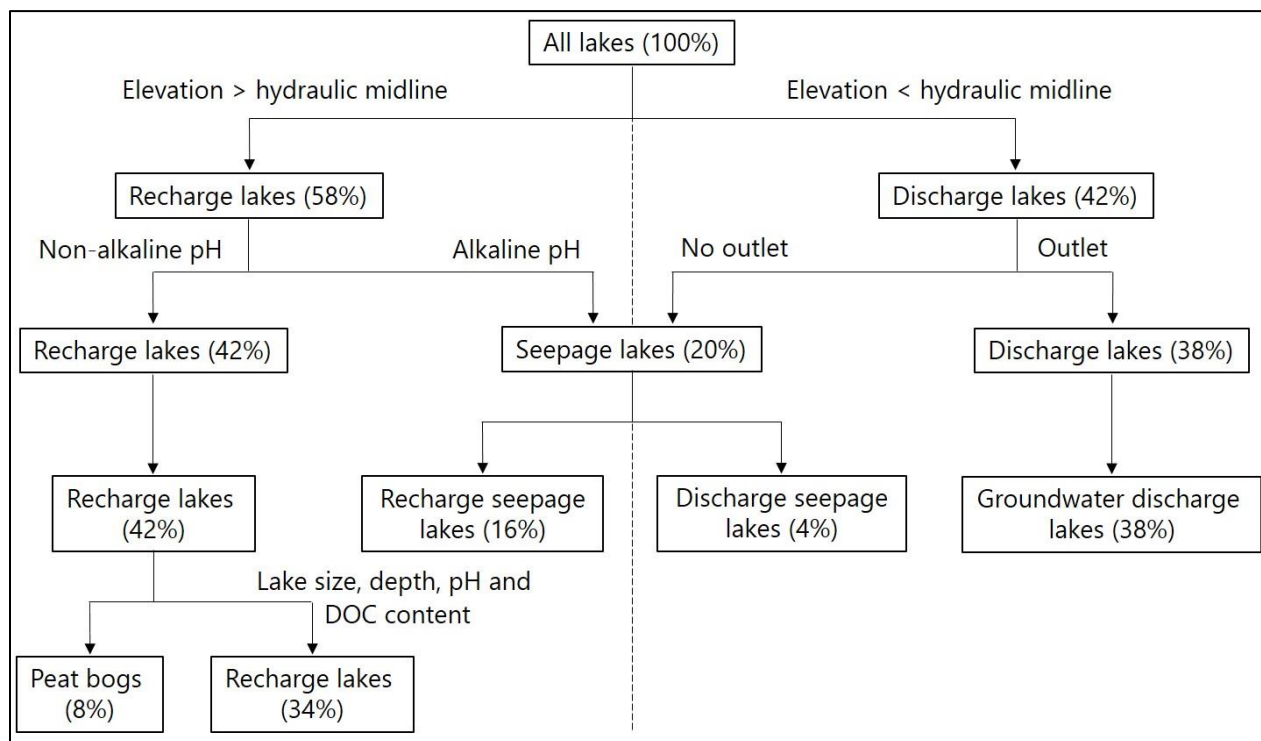 All lakes (100%)
Elevation > hydraulic midline
Elevation < hydraulic midline
Recharge lakes (58%)
Discharge lakes (42%)
Non-alkaline pH
Alkaline pH
No outlet
Outlet
Recharge lakes (42%)
Seepage lakes (20%)
Discharge lakes (38%)
Recharge lakes
(42%)
Recharge seepage
lakes (16%)
Discharge seepage
lakes (4%)
Groundwater discharge
lakes (38%)
Lake size, depth, pH and
DOC content
Peat bogs
(8%)
Recharge lakes
(34%)